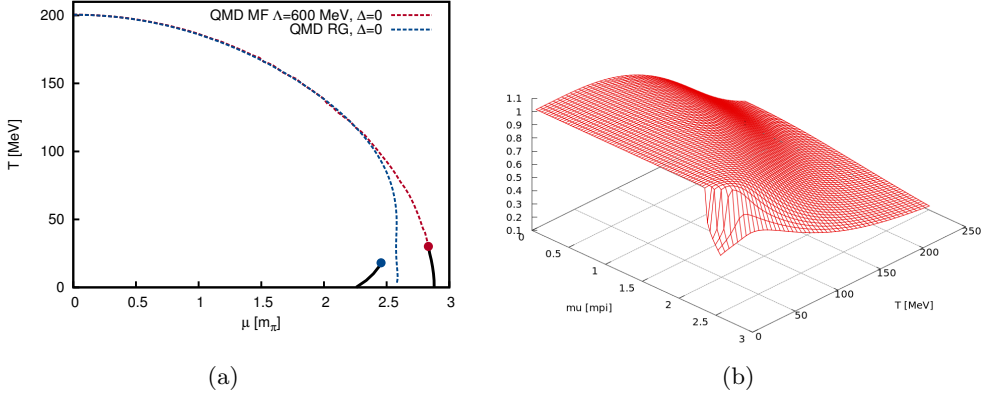 QMD MF Λ=600 MeV, Δ=0
QMD RG, Δ=0
200
150
100
50
0
T [MeV]
0 0.5 1 1.5 2 2.5 3
μ [mπ]
(a)
1.1
1
0.9
0.8
0.7
0.6
0.5
0.4
0.3
0.2
0.1
0 0.5 1 1.5 2 2.5 3
mu [mpi]
0 50 100 150 200 250
T [MeV]
(b)